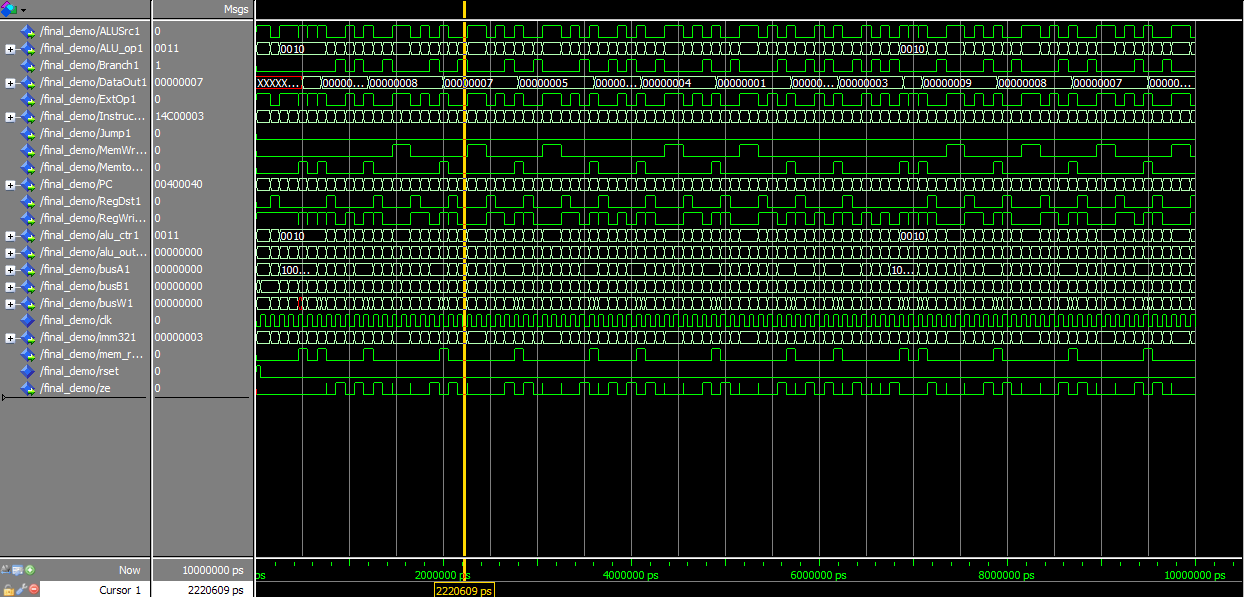 Msgs
/final_demo/ALUSrc1 0
/final_demo/ALU_op1 0011 0010 0010
/final_demo/Branch1 1
/final_demo/DataOut1 00000007 XXXXX... 00000... 00000008 00000007 00000005 00000... 00000004 00000001 00000... 00000003 00000009 00000008 00000007 00000...
/final_demo/ExtOp1 0
/final_demo/Instruc... 14C00003
/final_demo/Jump1 0
/final_demo/MemWr... 0
/final_demo/Memto... 0
/final_demo/PC 00400040
/final_demo/RegDst1 0
/final_demo/RegWri... 0
/final_demo/alu_ctr1 0011 0010 0010
/final_demo/alu_out... 00000000
/final_demo/busA1 00000000 100... 10...
/final_demo/busB1 00000000
/final_demo/busW1 00000000
/final_demo/clk 0
/final_demo/imm321 00000003
/final_demo/mem_r... 0
/final_demo/rset 0
/final_demo/ze 0
Now 10000000 ps ps 2000000 ps 4000000 ps 6000000 ps 8000000 ps 10000000 ps
Cursor 1 2220609 ps 2220609 ps